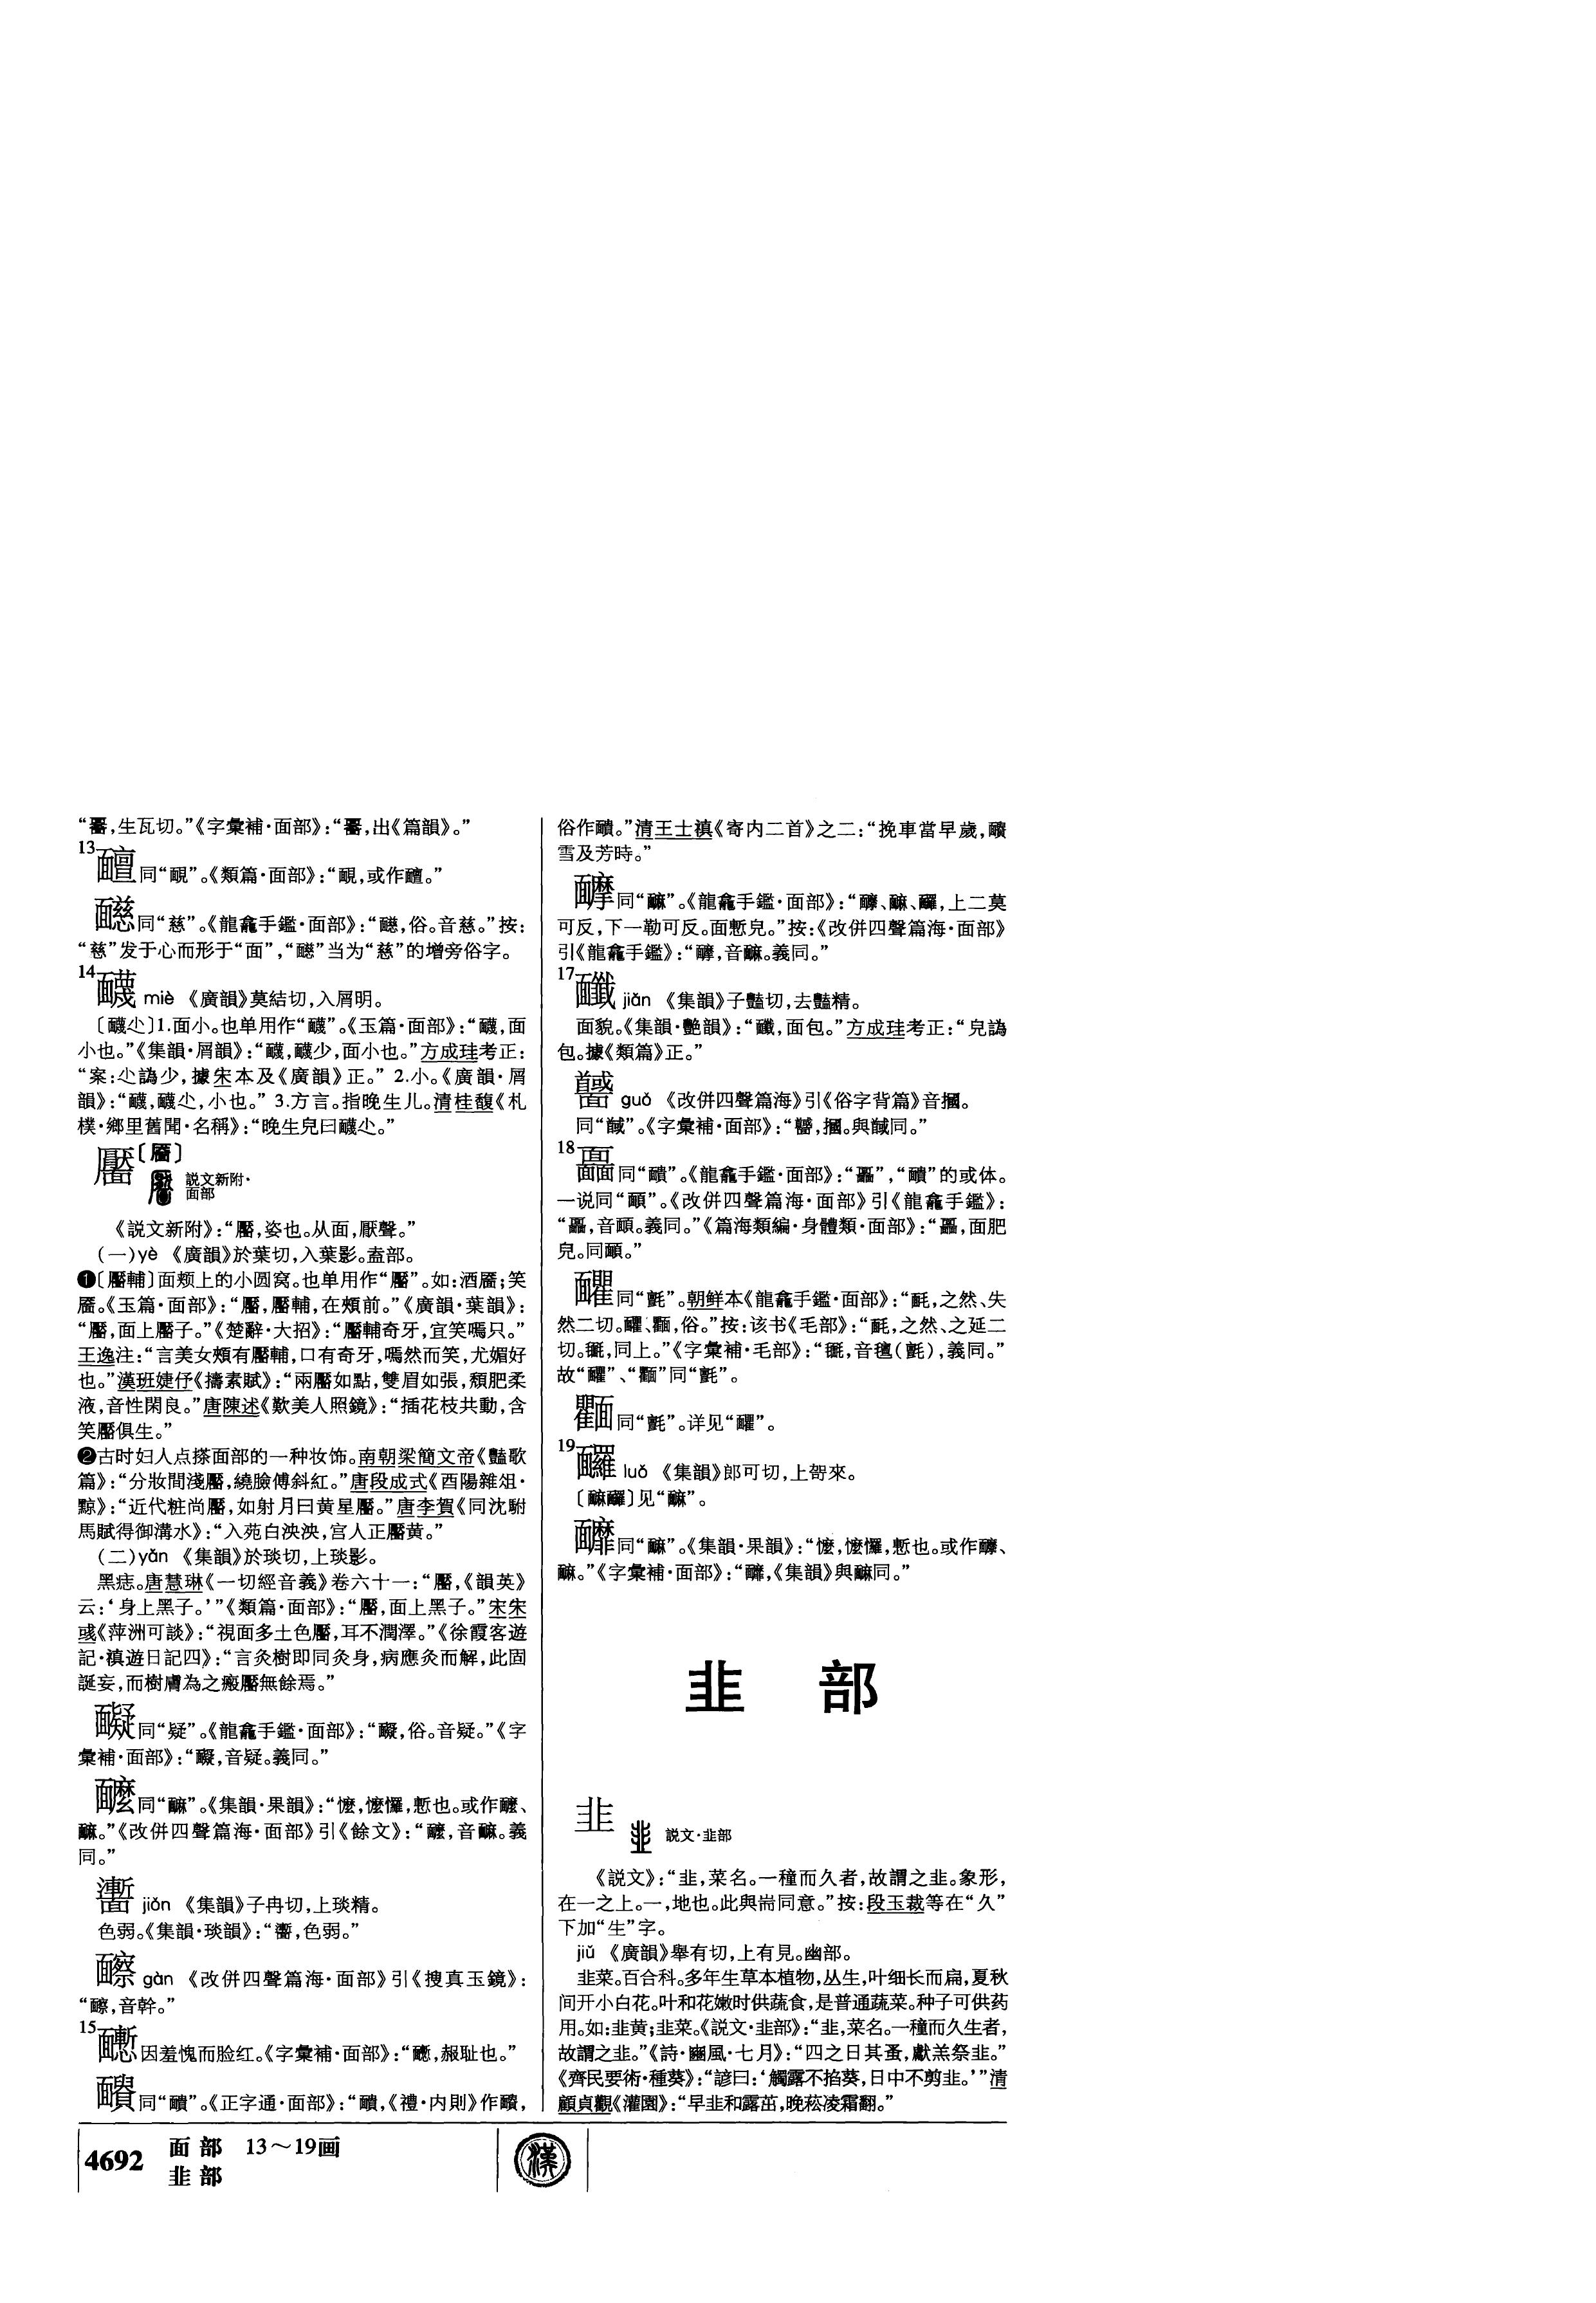 生瓦切。”《字彙補·面部》:“出《篇韻》。”
13
䩥同“靦”。《類篇·面部》:“靦,或作䩥。”
同“慈”。《龍龕手鑑·面部》:“俗。音慈。”按:
“慈”发于心而形于“面”,“”当为“慈”的增旁俗字。
14
䩏 miè 《廣韻》莫結切,入屑明。
〔䩏尐〕1.面小。也单用作“䩏”。《玉篇·面部》:“䩏,面
小也。”《集韻·屑韻》:“䩏,䩏少,面小也。”方成珪考正:
“案:尐譌少,據宋本及《廣韻》正。” 2.小。《廣韻·屑
韻》:“䩏,䩏尐,小也。” 3.方言。指晚生儿。清桂馥《札
樸·鄉里舊聞·名稱》:“晚生兒曰䩏尐。”
靨〔靥〕
説文新附·
面部
《説文新附》:“靨,姿也。从面,厭聲。”
(一)yè 《廣韻》於葉切,入葉影。盍部。
❶〔靨輔〕面颊上的小圆窝。也单用作“靨”。如:酒靥;笑
靥。《玉篇·面部》:“靨,靨輔,在頰前。”《廣韻·葉韻》:
“靨,面上靨子。”《楚辭·大招》:“靨輔奇牙,宜笑嘕只。”
王逸注:“言美女頰有靨輔,口有奇牙,嘕然而笑,尤媚好
也。”漢班婕伃《擣素賦》:“兩靨如點,雙眉如張,頹肥柔
液,音性閑良。”唐陳述《歎美人照鏡》:“插花枝共動,含
笑靨俱生。”
❷古时妇人点搽面部的一种妆饰。南朝梁簡文帝《豔歌
篇》:“分妝間淺靨,繞臉傅斜紅。”唐段成式《酉陽雜俎·
黥》:“近代粧尚靨,如射月曰黄星靨。”唐李賀《同沈駙
馬賦得御溝水》:“入苑白泱泱,宫人正靨黄。”
(二)yǎn 《集韻》於琰切,上琰影。
黑痣。唐慧琳《一切經音義》卷六十一:“靨,《韻英》
云:‘身上黑子。’”《類篇·面部》:“靨,面上黑子。”宋宋
彧《萍洲可談》:“視面多土色靨,耳不潤澤。”《徐霞客遊
記·滇遊日記四》:“言灸樹即同灸身,病應灸而解,此固
誕妄,而樹膚為之瘢靨無餘焉。”
同“疑”。《龍龕手鑑·面部》:“俗。音疑。”《字
彙補·面部》:“音疑。義同。”
同“䩋”。《集韻·果韻》:“懡,懡㦬,慙也。或作
䩋。”《改併四聲篇海·面部》引《餘文》:“音䩋。義
同。”
jiǎn 《集韻》子冉切,上琰精。
色弱。《集韻·琰韻》:“色弱。”
gàn 《改併四聲篇海·面部》引《搜真玉鏡》:
“音幹。”
15
因羞愧而脸红。《字彙補·面部》:“赧耻也。”
同“靧”。《正字通·面部》:“靧,《禮·内則》作
俗作靧。”清王士禛《寄内二首》之二:“挽車當早歲,
雪及芳時。”
同“䩋”。《龍龕手鑑·面部》:“上二莫
可反,下一勒可反。面慙皃。”按:《改併四聲篇海·面部》
引《龍龕手鑑》:“音䩋。義同。”
17
jiǎn 《集韻》子豔切,去豔精。
面貌。《集韻·艷韻》:“面包。”方成珪考正:“皃譌
包。據《類篇》正。”
guǒ 《改併四聲篇海》引《俗字背篇》音摑。
同“馘”。《字彙補·面部》:“摑。與馘同。”
18
同“靧”。《龍龕手鑑·面部》:“”,“靧”的或体。
一说同“”。《改併四聲篇海·面部》引《龍龕手鑑》:
義同。”《篇海類編·身體類·面部》:“面肥
皃。同
同“氈”。朝鲜本《龍龕手鑑·面部》:“之然、失
然二切。俗。”按:该书《毛部》:“之然、之延二
切。同上。”《字彙補·毛部》:“音氊(氈),義同。”
故“”、“”同“氈”。
同“氈”。详见“”。
19
luǒ 《集韻》郎可切,上哿來。
见“䩋”。
同“䩋”。《集韻·果韻》:“懡,懡㦬,慙也。或作
䩋。”《字彙補·面部》:“《集韻》與䩋同。”
韭 部
韭
説文·韭部
《説文》:“韭,菜名。一穜而久者,故謂之韭。象形,
在一之上。一,地也。此與耑同意。”按:段玉裁等在“久”
下加“生”字。
jiǔ 《廣韻》舉有切,上有見。幽部。
韭菜。百合科。多年生草本植物,丛生,叶细长而扁,夏秋
间开小白花。叶和花嫩时供蔬食,是普通蔬菜。种子可供药
用。如:韭黄;韭菜。《説文·韭部》:“韭,菜名。一穜而久生者,
故謂之韭。”《詩·豳風·七月》:“四之日其蚤,獻羔祭韭。”
《齊民要術·種葵》:“諺曰:‘觸露不掐葵,日中不剪韭。’”清
顧貞觀《灌園》:“早韭和露茁,晚菘凌霜翻。”
4692 面部 13～19画
韭部
漢